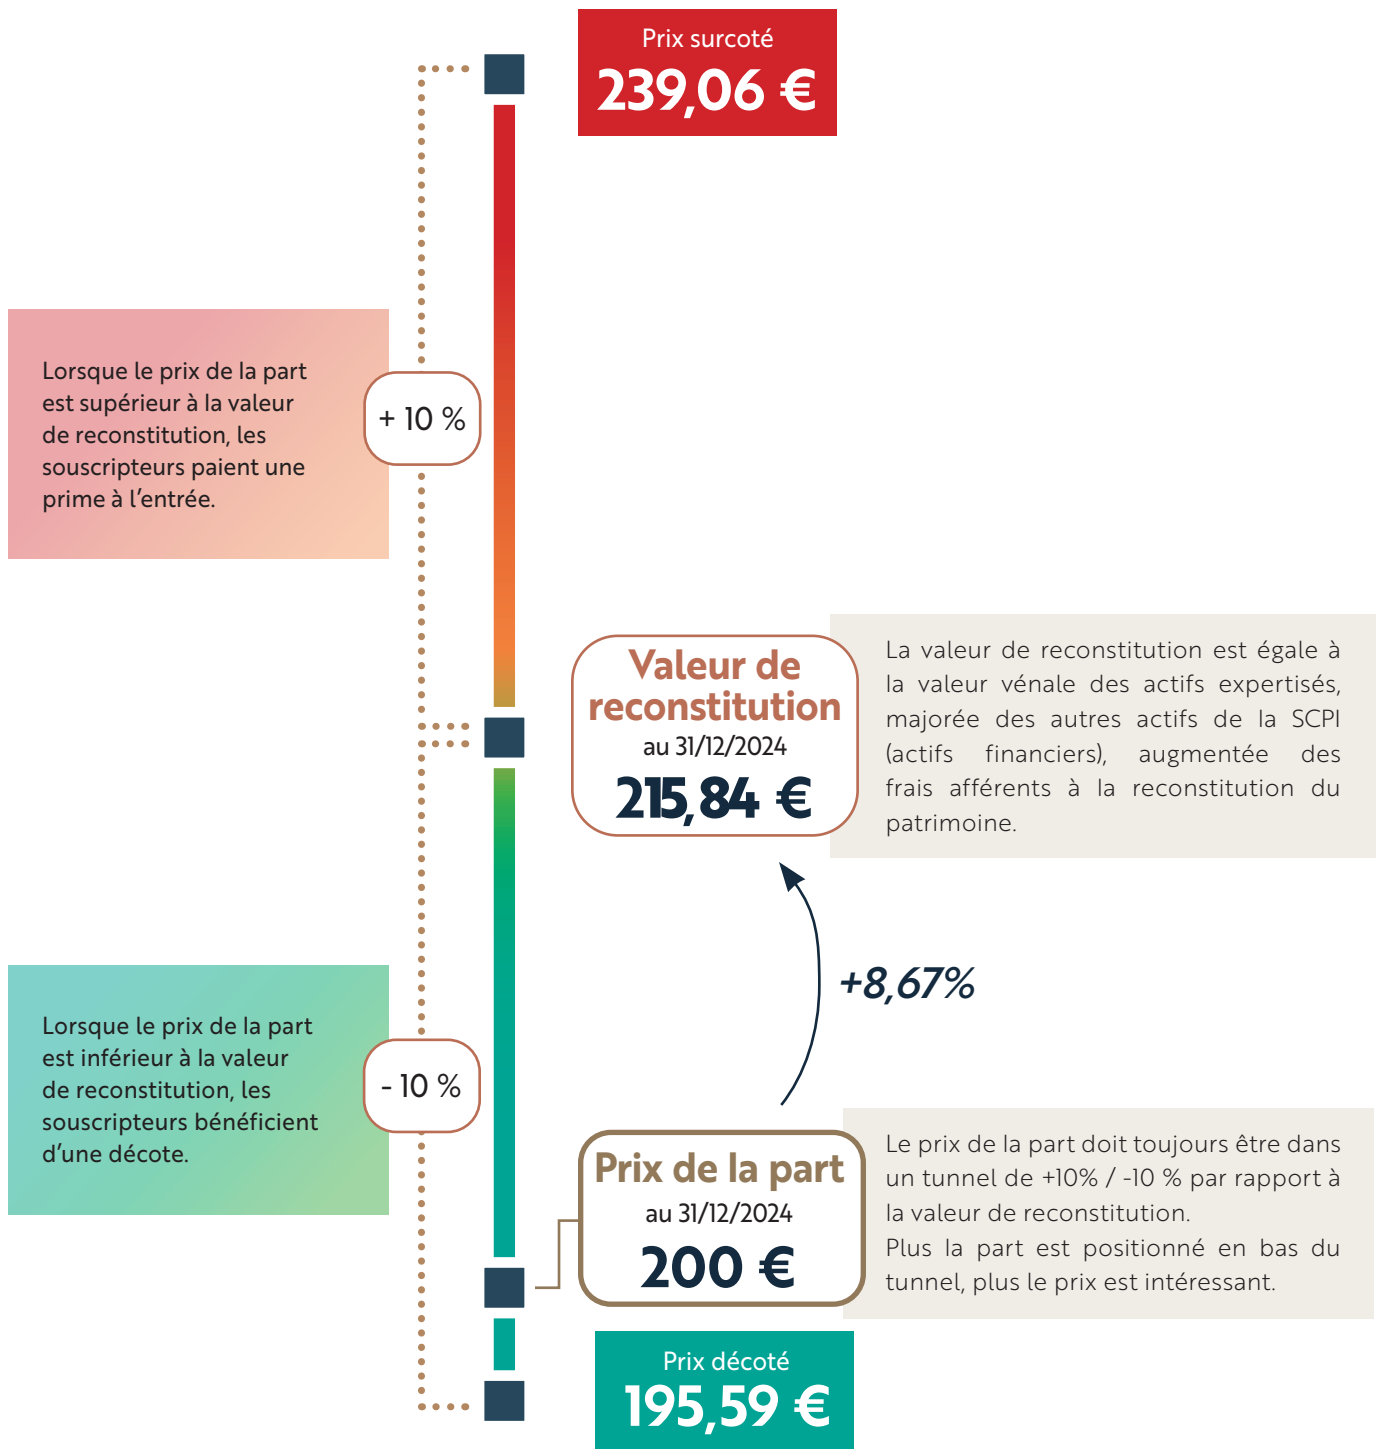 Prix surcoté
239,06 €
Lorsque le prix de la part
est supérieur à la valeur
de reconstitution, les
souscripteurs paient une
prime à l’entrée.
+ 10 %
Valeur de
reconstitution
au 31/12/2024
215,84 €
La valeur de reconstitution est égale à
la valeur vénale des actifs expertisés,
majorée des autres actifs de la SCPI
(actifs financiers), augmentée des
frais afférents à la reconstitution du
patrimoine.
+8,67%
Lorsque le prix de la part
est inférieur à la valeur
de reconstitution, les
souscripteurs bénéficient
d’une décote.
- 10 %
Prix de la part
au 31/12/2024
200 €
Le prix de la part doit toujours être dans
un tunnel de +10% / -10 % par rapport à
la valeur de reconstitution.
Plus la part est positionné en bas du
tunnel, plus le prix est intéressant.
Prix décoté
195,59 €